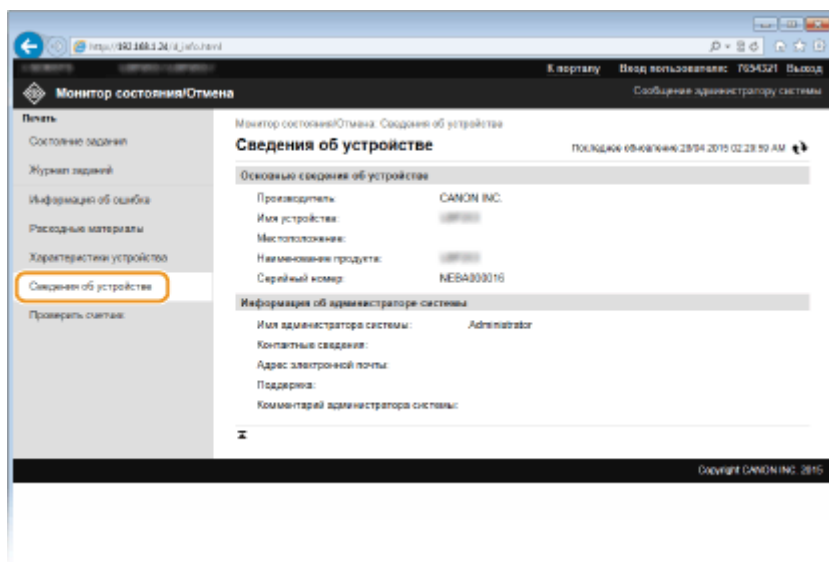 http://192.168.1.24/d_info.html
К порталу Вход пользователя: 7654321 Выход
Монитор состояния/Отмена Сообщение администратору системы
Печать
Состояние задания
Журнал заданий
Информация об ошибке
Расходные материалы
Характеристики устройства
Сведения об устройстве
Проверить счетчик
Монитор состояния/Отмена: Сведения об устройстве
Сведения об устройстве Последнее обновление:28/04 2015 02:29:59 AM
Основные сведения об устройстве
Производитель: CANON INC.
Имя устройства:
Местоположение:
Наименование продукта:
Серийный номер: NEBA000016
Информация об администраторе системы
Имя администратора системы: Administrator
Контактные сведения:
Адрес электронной почты:
Поддержка:
Комментарий администратора системы:
Copyright CANON INC. 2015